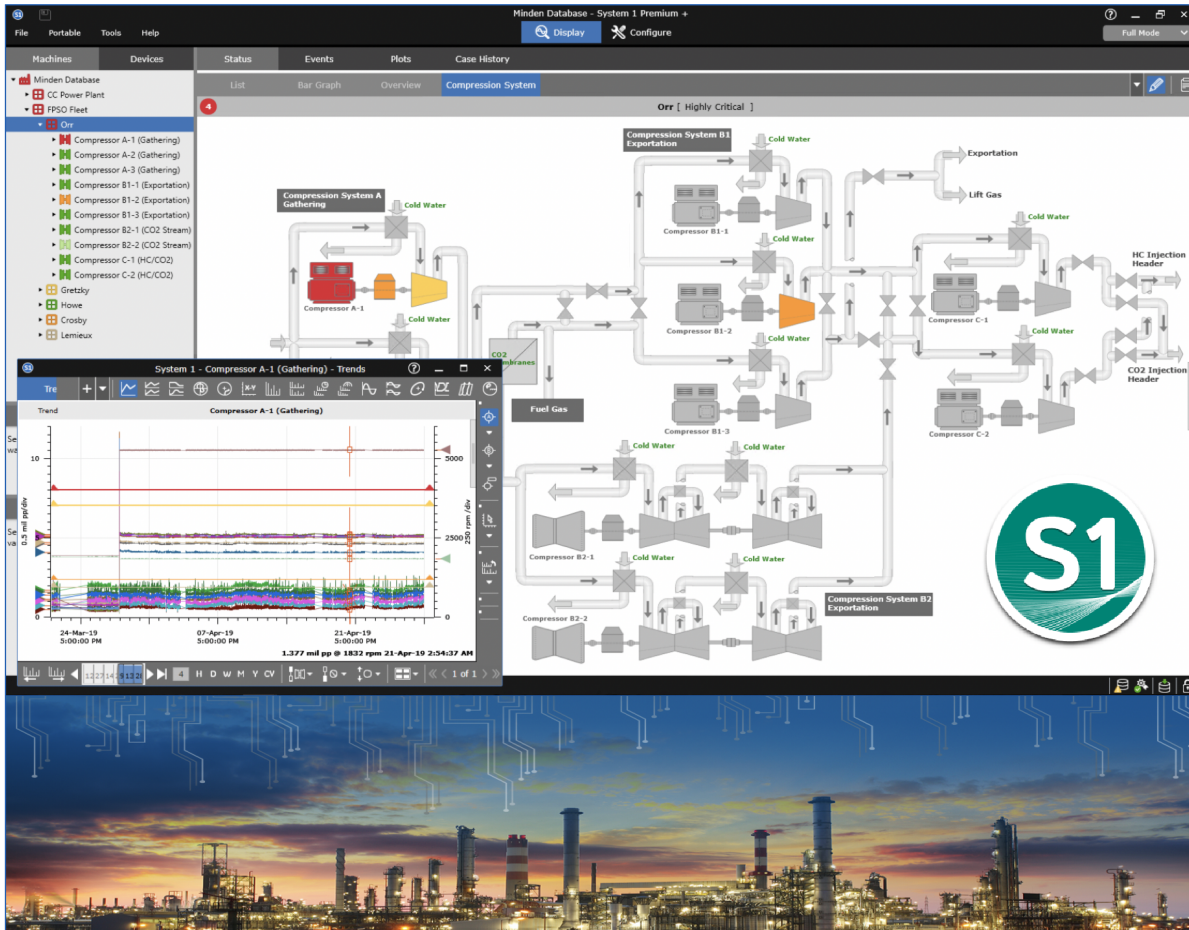 S1
Minden Database - System 1 Premium +
File
Portable
Tools
Help
Display
Configure
Full Mode
Machines
Devices
Status
Events
Plots
Case History
List
Bar Graph
Overview
Compression System
Minden Database
CC Power Plant
FPSO Fleet
Orr
Compressor A-1 (Gathering)
Compressor A-2 (Gathering)
Compressor A-3 (Gathering)
Compressor B1-1 (Exportation)
Compressor B1-2 (Exportation)
Compressor B1-3 (Exportation)
Compressor B2-1 (CO2 Stream)
Compressor B2-2 (CO2 Stream)
Compressor C-1 (HC/CO2)
Compressor C-2 (HC/CO2)
Gretzky
Howe
Crosby
Lemieux
4
Orr [ Highly Critical ]
Compression System A
Gathering
Cold Water
Compressor A-1
Cold Water
Compression System B1
Exportation
Cold Water
Compressor B1-1
Cold Water
Compressor B1-2
Cold Water
Compressor B1-3
Exportation
Lift Gas
Cold Water
Compressor C-1
Cold Water
Compressor C-2
HC Injection
Header
CO2 Injection
Header
CO2
Fuel Gas
Cold Water
Cold Water
Compressor B2-1
Cold Water
Cold Water
Compressor B2-2
Compression System B2
Exportation
S1
S1
System 1 - Compressor A-1 (Gathering) - Trends
Tre
X-Y
Trend
Compressor A-1 (Gathering)
10
0
0.5 mil pp/div
5000
2500
0
250 rpm /div
24-Mar-19
5:00:00 PM
07-Apr-19
5:00:00 PM
21-Apr-19
5:00:00 PM
1.377 mil pp @ 1832 rpm 21-Apr-19 2:54:37 AM
4
H D W M Y CV
1 of 1